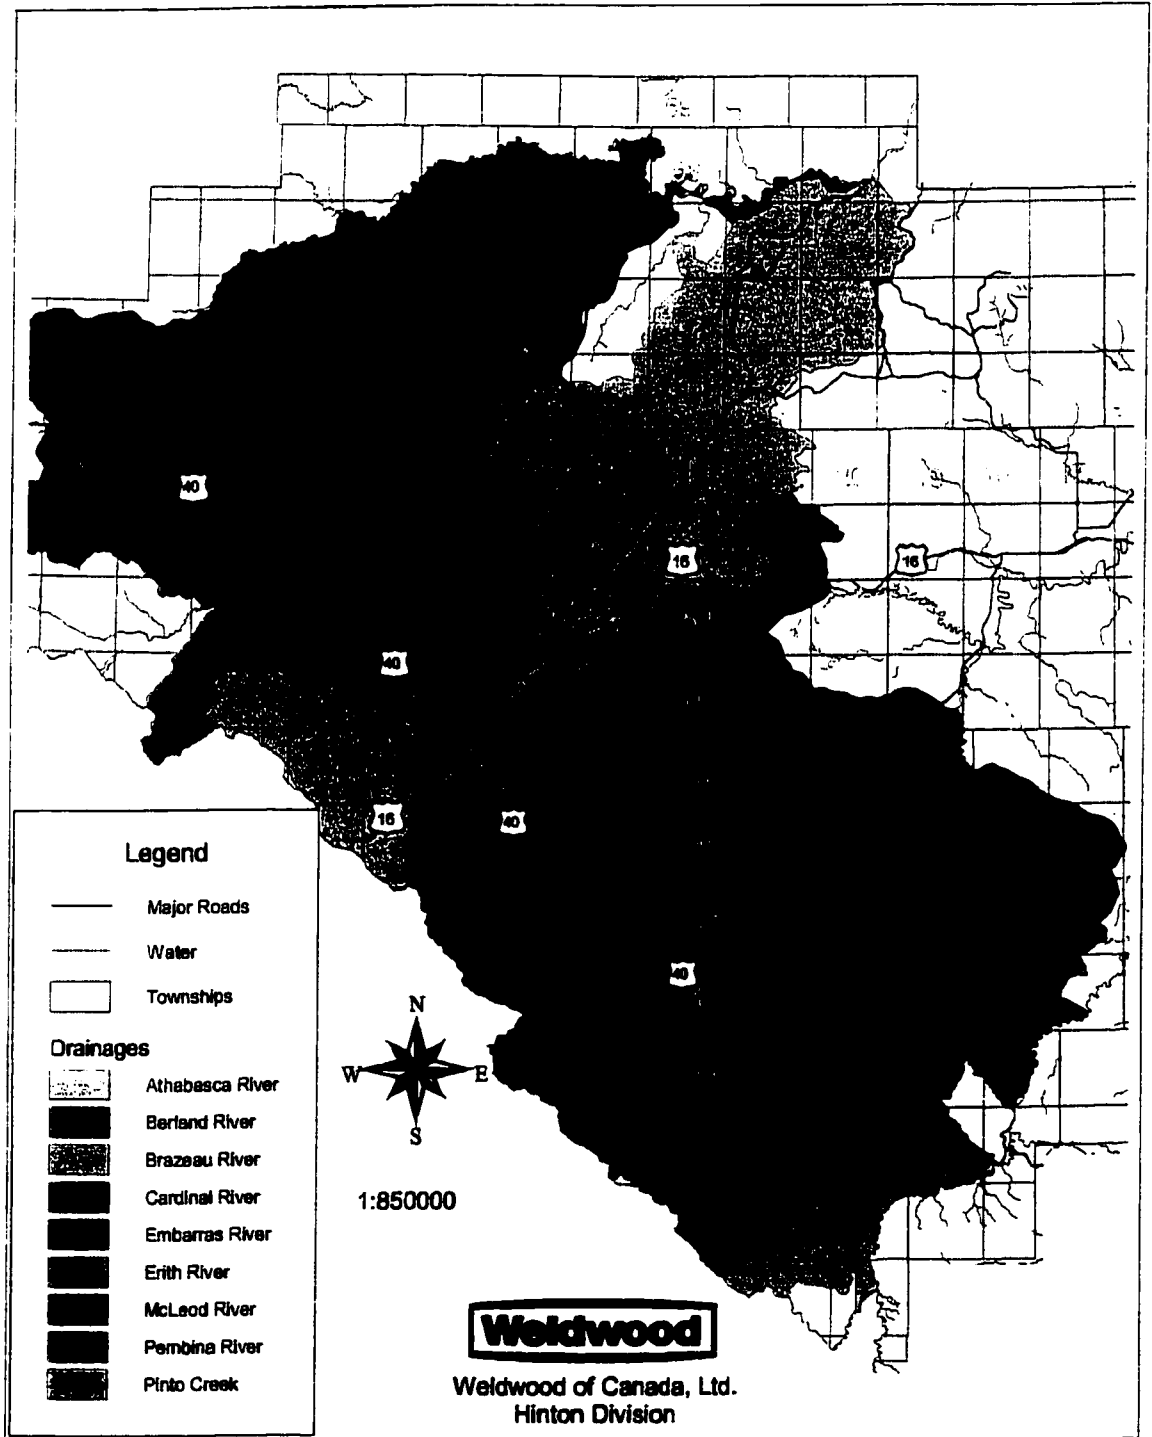 40
16
16
40
16
40
40
Legend
Major Roads
Water
Townships
Drainages
Athabasca River
Berland River
Brazeau River
Cardinal River
Embarras River
Erith River
McLeod River
Pembina River
Pinto Creek
N
W E
S
1:850000
Weldwood
Weldwood of Canada, Ltd.
Hinton Division